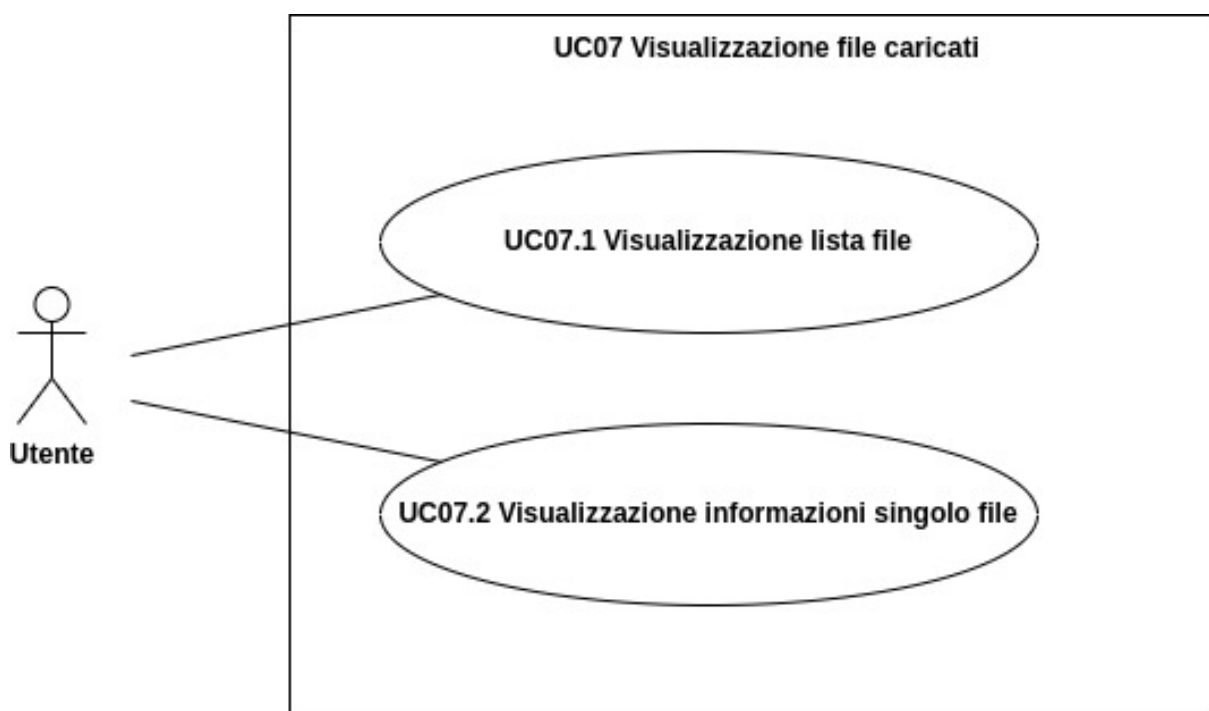 UC07 Visualizzazione file caricati
UC07.1 Visualizzazione lista file
Utente
UC07.2 Visualizzazione informazioni singolo file